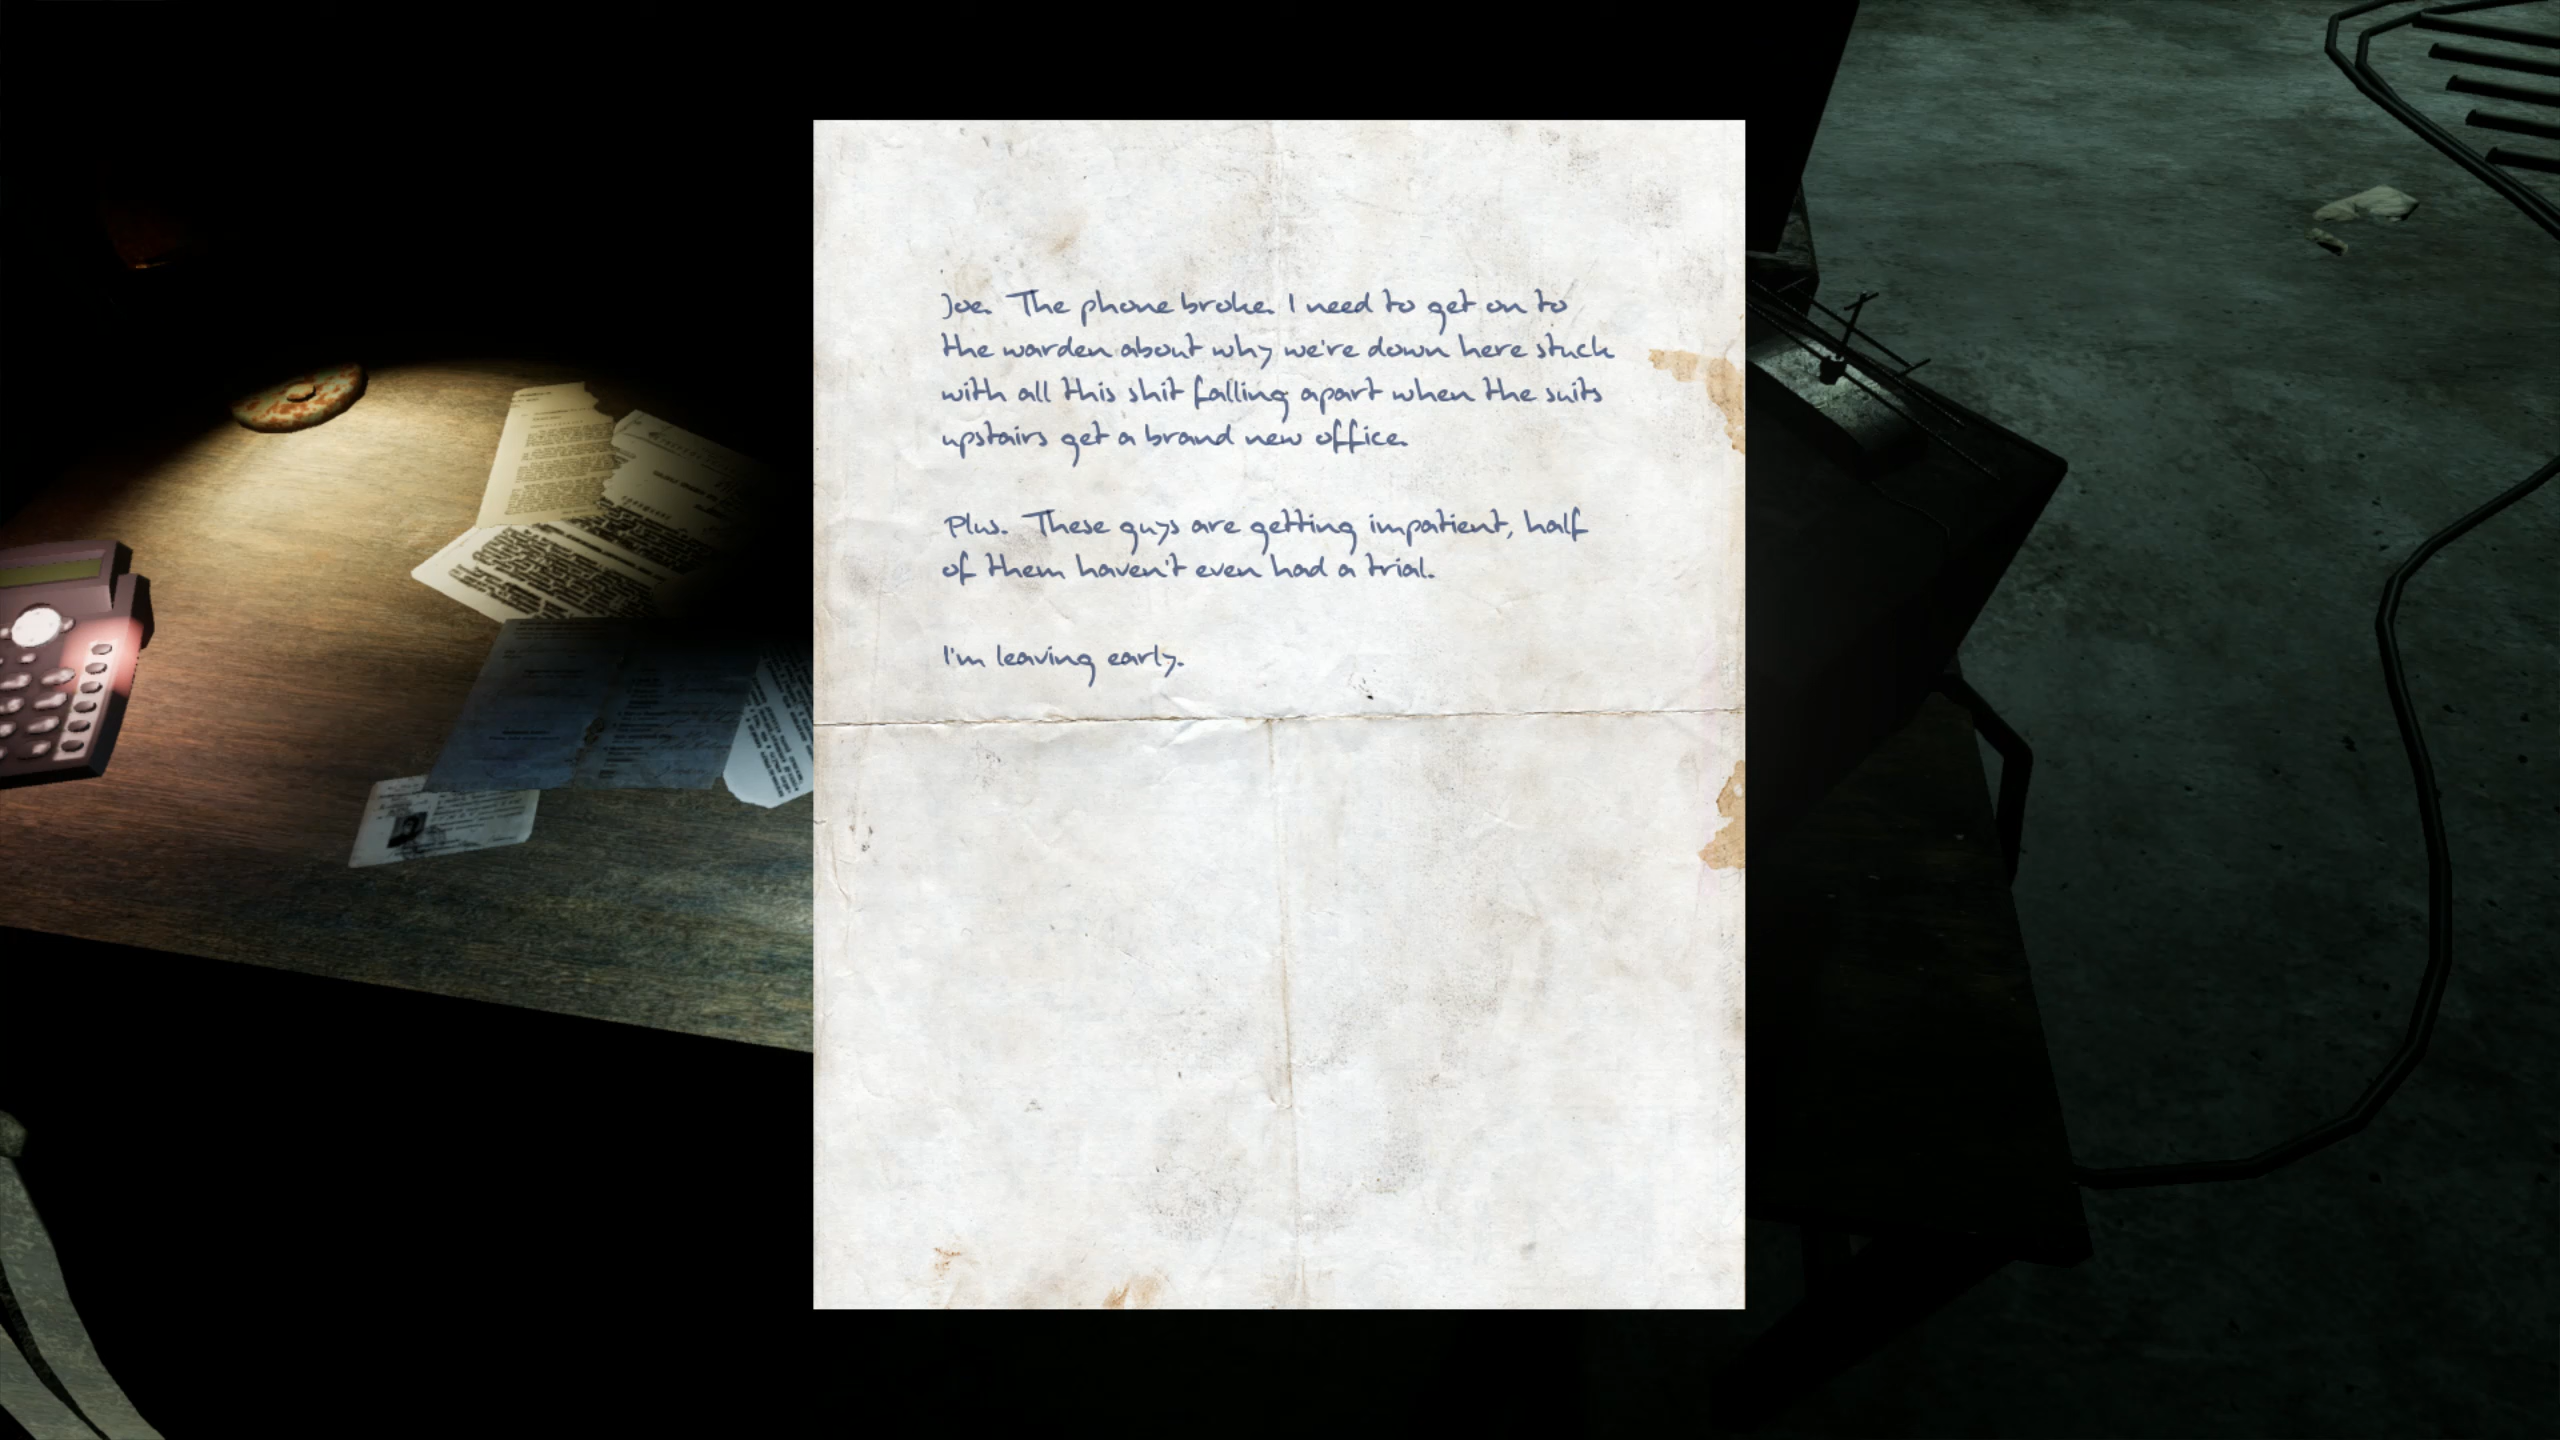 Joe. The phone broke. I need to get on to
the warden about why we're down here stuck
with all this shit falling apart when the suits
upstairs get a brand new office.
Plus. These guys are getting impatient, half
of them haven't even had a trial.
I'm leaving early.